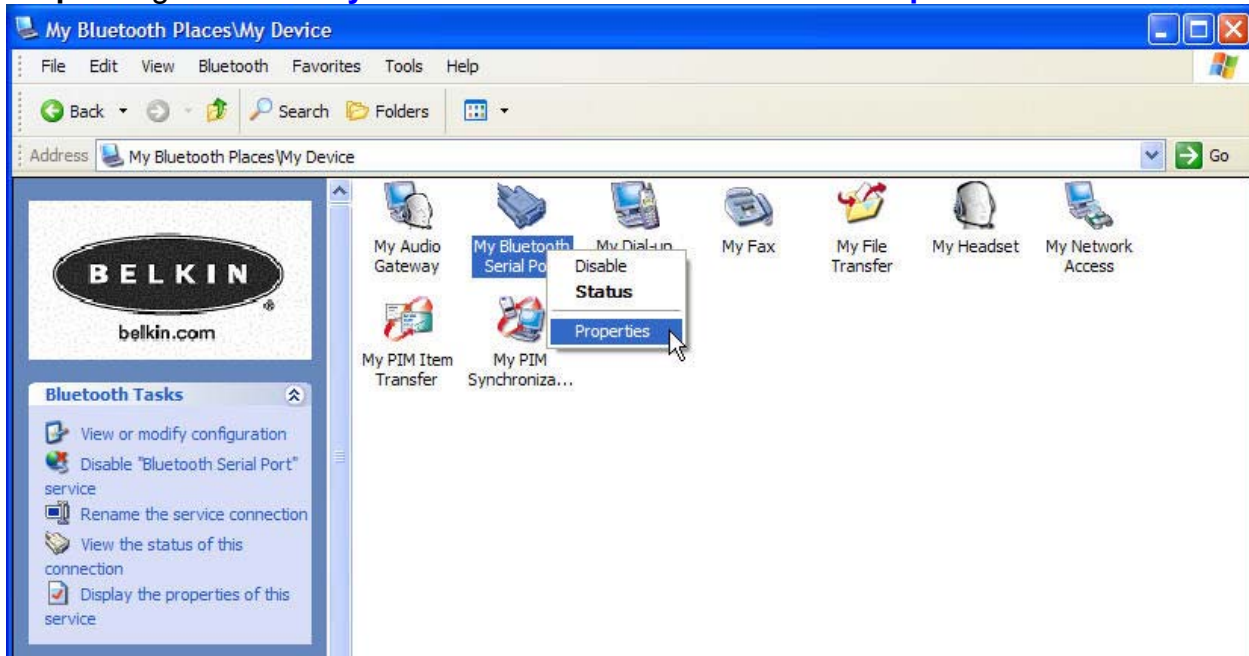 My Bluetooth Places\My Device
File Edit View Bluetooth Favorites Tools Help
Back Search Folders
Address My Bluetooth Places\My Device Go
BELKIN
®
belkin.com
Bluetooth Tasks
View or modify configuration
Disable "Bluetooth Serial Port"
service
Rename the service connection
View the status of this
connection
Display the properties of this
service
My Audio
Gateway
My Bluetooth
Serial Po
My Dial-up
My Fax
My File
Transfer
My Headset
My Network
Access
Disable
Status
Properties
My PIM Item
Transfer
My PIM
Synchroniza...